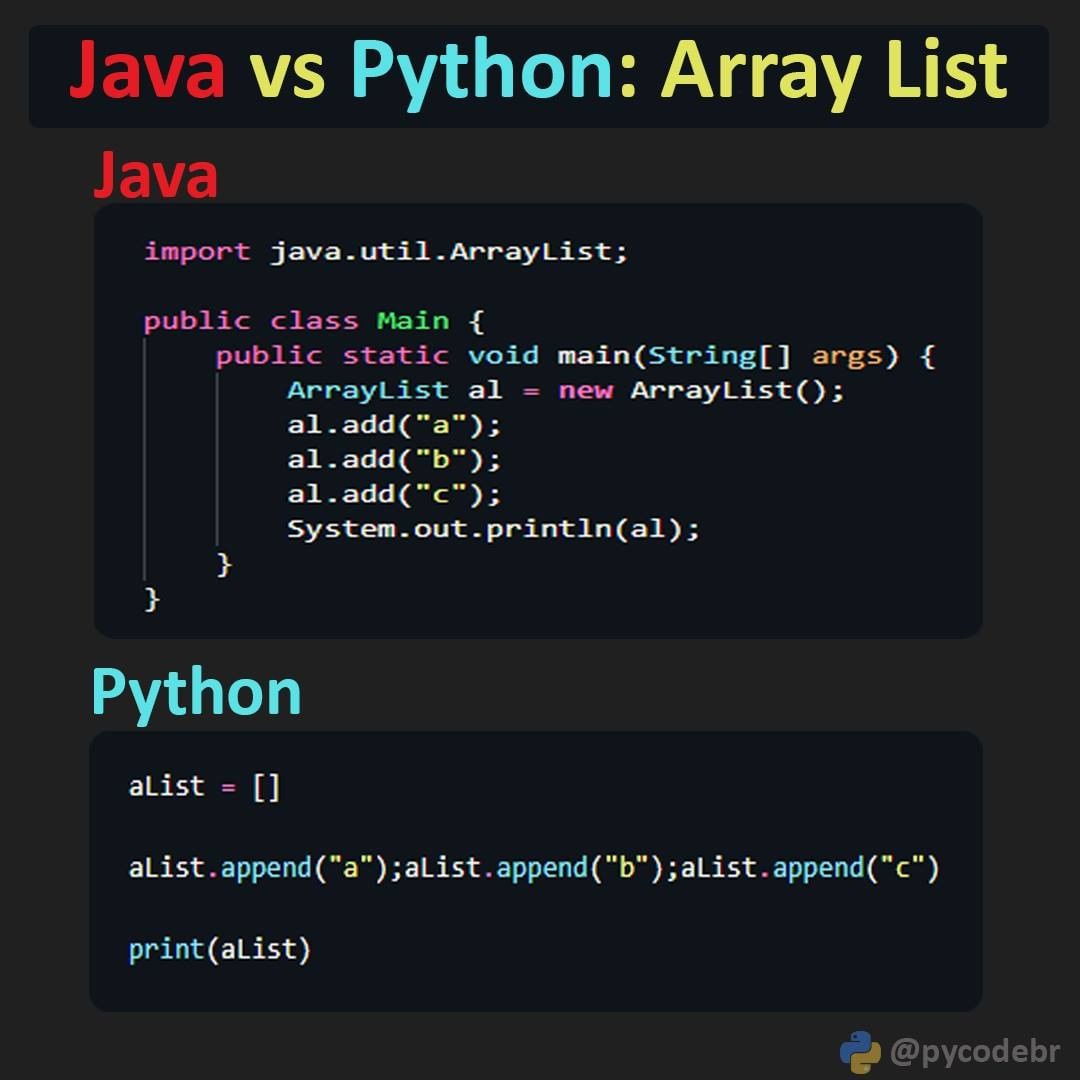 Java vs Python: Array List
Java
import java.util.ArrayList;
public class Main {
public static void main(String[] args) {
ArrayList al = new ArrayList();
al.add("a");
al.add("b");
al.add("c");
System.out.println(al);
}
}
Python
aList = []
aList.append("a");aList.append("b");aList.append("c")
print(aList)
@pycodebr